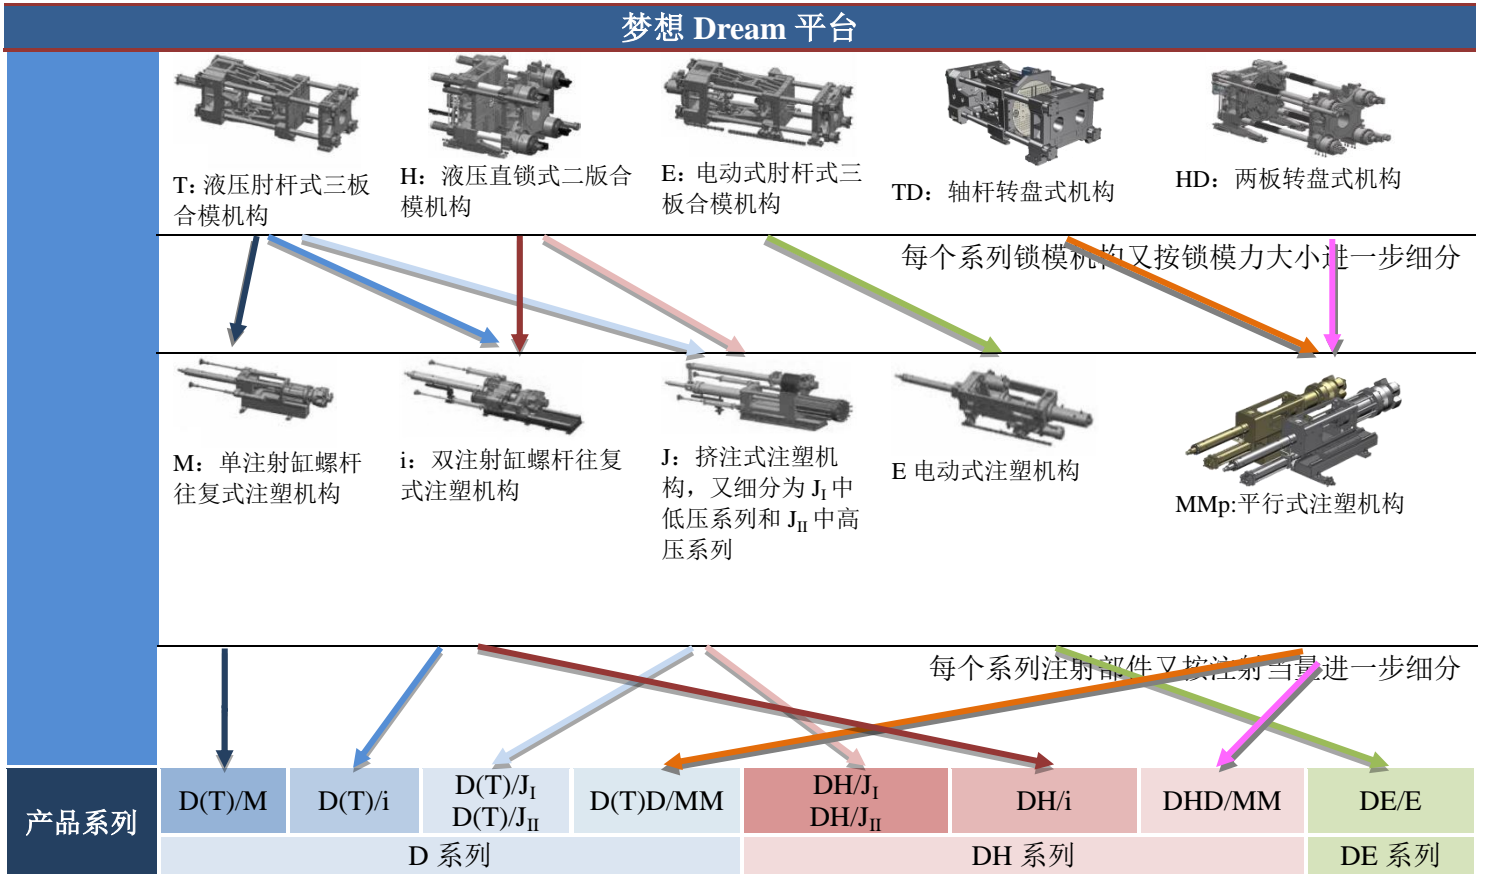 梦想 Dream 平台
T: 液压肘杆式三板
合模机构
H：液压直锁式二版合
模机构
E：电动式肘杆式三
板合模机构
TD：轴杆转盘式机构
HD：两板转盘式机构
每个系列锁模机构又按锁模力大小进一步细分
M：单注射缸螺杆
往复式注塑机构
i：双注射缸螺杆往复
式注塑机构
J：挤注式注塑机
构，又细分为 J_I 中
低压系列和 J_II 中高
压系列
E 电动式注塑机构
MMp:平行式注塑机构
每个系列注射部件又按注射当量进一步细分
产品系列
D(T)/M
D(T)/i
D(T)/J_I
D(T)/J_II
D(T)D/MM
DH/J_I
DH/J_II
DH/i
DHD/MM
DE/E
D 系列
DH 系列
DE 系列